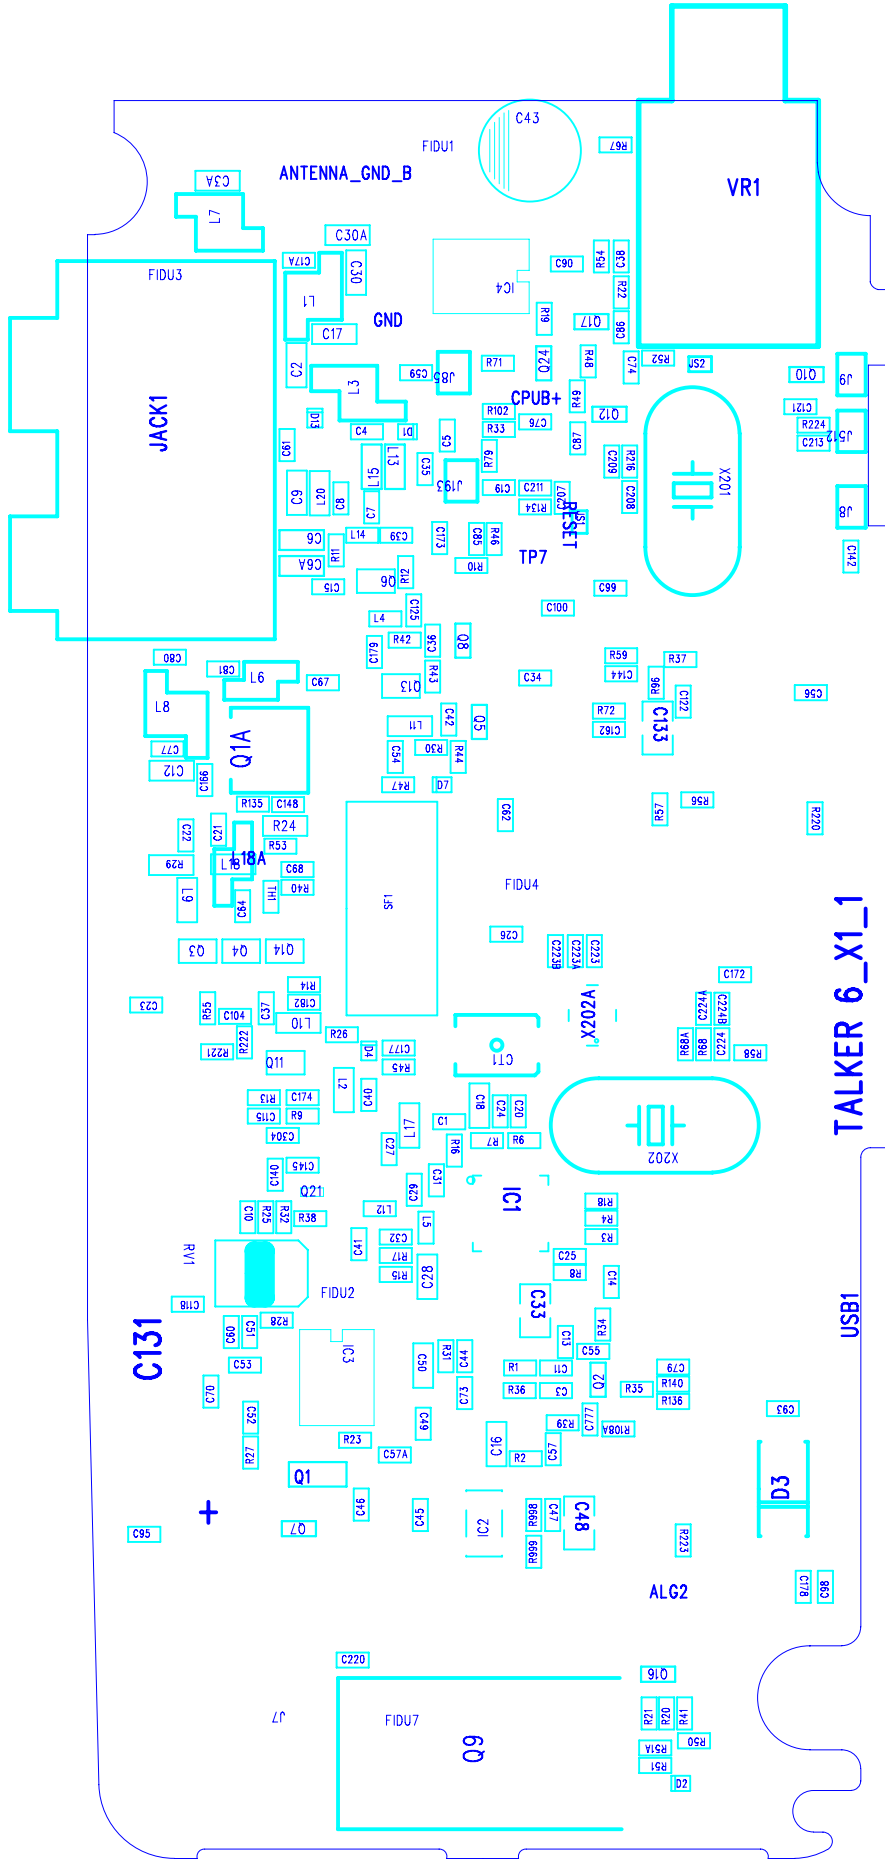 C43
FIDU1
R67
ANTENNA_GND_B
C3A
VR1
L7
C30A
C17A
C30
R54
C38
C90
FIDU3
IC4
R22
L1
GND
R19
Q17
C86
C17
C2
L3
C59
J85
R71
Q24
R48
C74
R52
JS2
Q10
J9
CPUB+
R49
JACK1
D13
R102
C76
Q12
C121
R224
C4
D1
C5
R33
C87
C213
J512
C61
L15
L13
C35
R79
C209
R216
X201
J193
C9
L20
C8
C19
C211
C207
C208
C7
R134
JS1
RESET
J8
C6
R11
L14
C39
C173
C85
R46
TP7
C142
C6A
R10
C15
Q6
R12
C99
C125
C100
L4
R42
C36
Q8
C179
C80
C81
L9
C67
R43
Q13
C34
R59
R37
C144
R96
C122
C56
L8
C42
Q5
R72
C133
L11
C162
Q1A
C77
C54
R30
R44
C12
C166
R47
D7
R135
C148
C62
R57
R56
R220
C22
C21
R24
R53
L18A
R29
L18
C68
FIDU4
L9
C64
TH1
R40
SF1
C26
Q3
Q4
Q14
C223B
C223A
C223
C172
R14
C23
R55
C104
C37
C182
L10
X202A
C224A
C224B
TALKER 6_X1_1
R222
R26
D4
C177
R221
R45
CT1
R68A
R68
C224
R58
Q11
L2
C40
R13
C174
C18
C24
C20
C115
R9
L17
C1
C304
R7
R6
C27
R16
X202
C140
C145
C31
Q21
C29
IC1
R18
C10
R25
R32
R38
L12
L5
R4
R3
RV1
C41
C32
R17
C25
R15
C28
R8
C14
FIDU2
C118
C33
USB1
C60
C51
R28
R34
C131
IC3
C13
C53
C50
R31
C44
C55
R1
C11
C79
C70
C73
R36
C3
Q2
R35
R140
R136
C52
C49
C93
R39
C777
R108A
R27
R23
C57A
C16
R2
C57
Q1
D3
C46
C45
R998
C47
C48
+
C95
Q7
IC2
R999
R223
ALG2
C178
C98
C220
Q16
J7
FIDU7
R21
R20
R41
Q9
R51A
R50
R51
D2